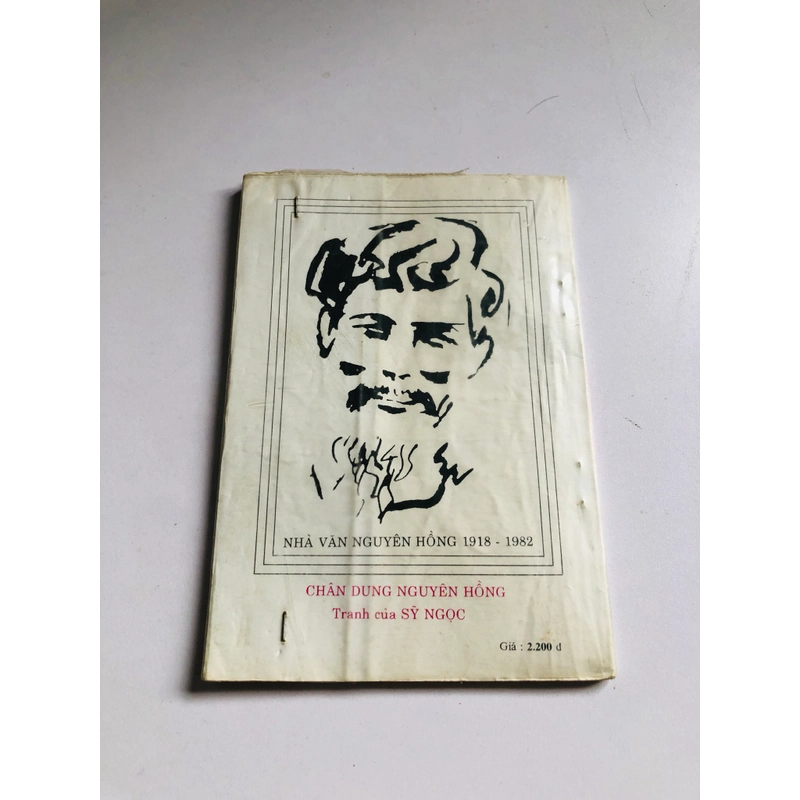 NHÀ VĂN NGUYÊN HỒNG 1918 - 1982
CHÂN DUNG NGUYÊN HỒNG
Tranh của SỸ NGỌC
Giá : 2.200 đ